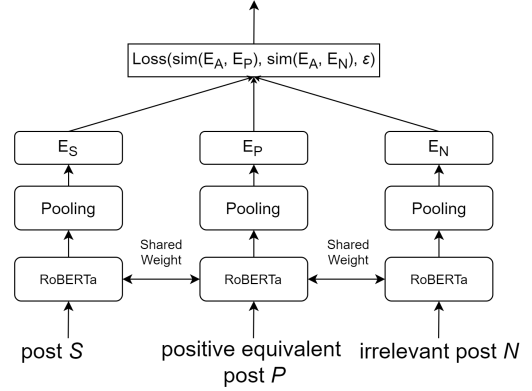 Loss(sim(E_A, E_P), sim(E_A, E_N), ε)
E_S E_P E_N
Pooling Pooling Pooling
Shared Weight Shared Weight
RoBERTa RoBERTa RoBERTa
post S
positive equivalent
post P
irrelevant post N